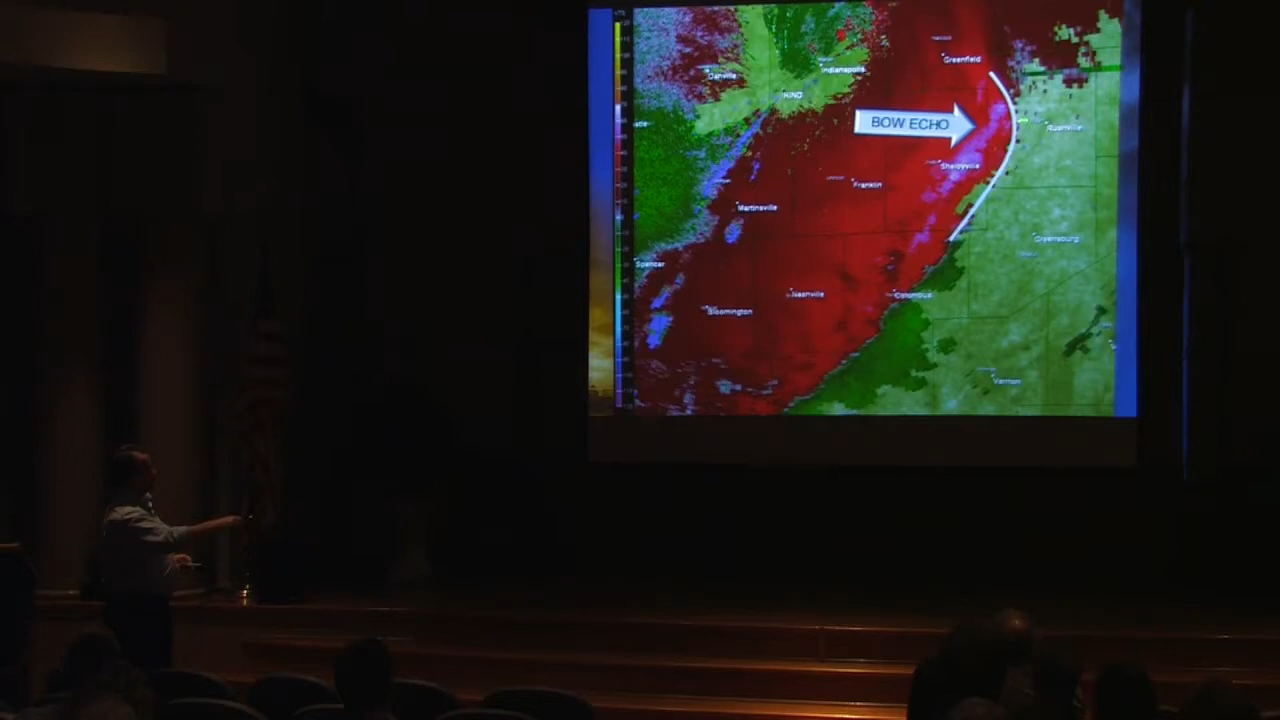 Greenfield
Indianapolis
Danville
KIND
BOW ECHO
Rushville
Shelbyville
Franklin
Martinsville
Greensburg
Spencer
Nashville
Columbus
Bloomington
Vernon